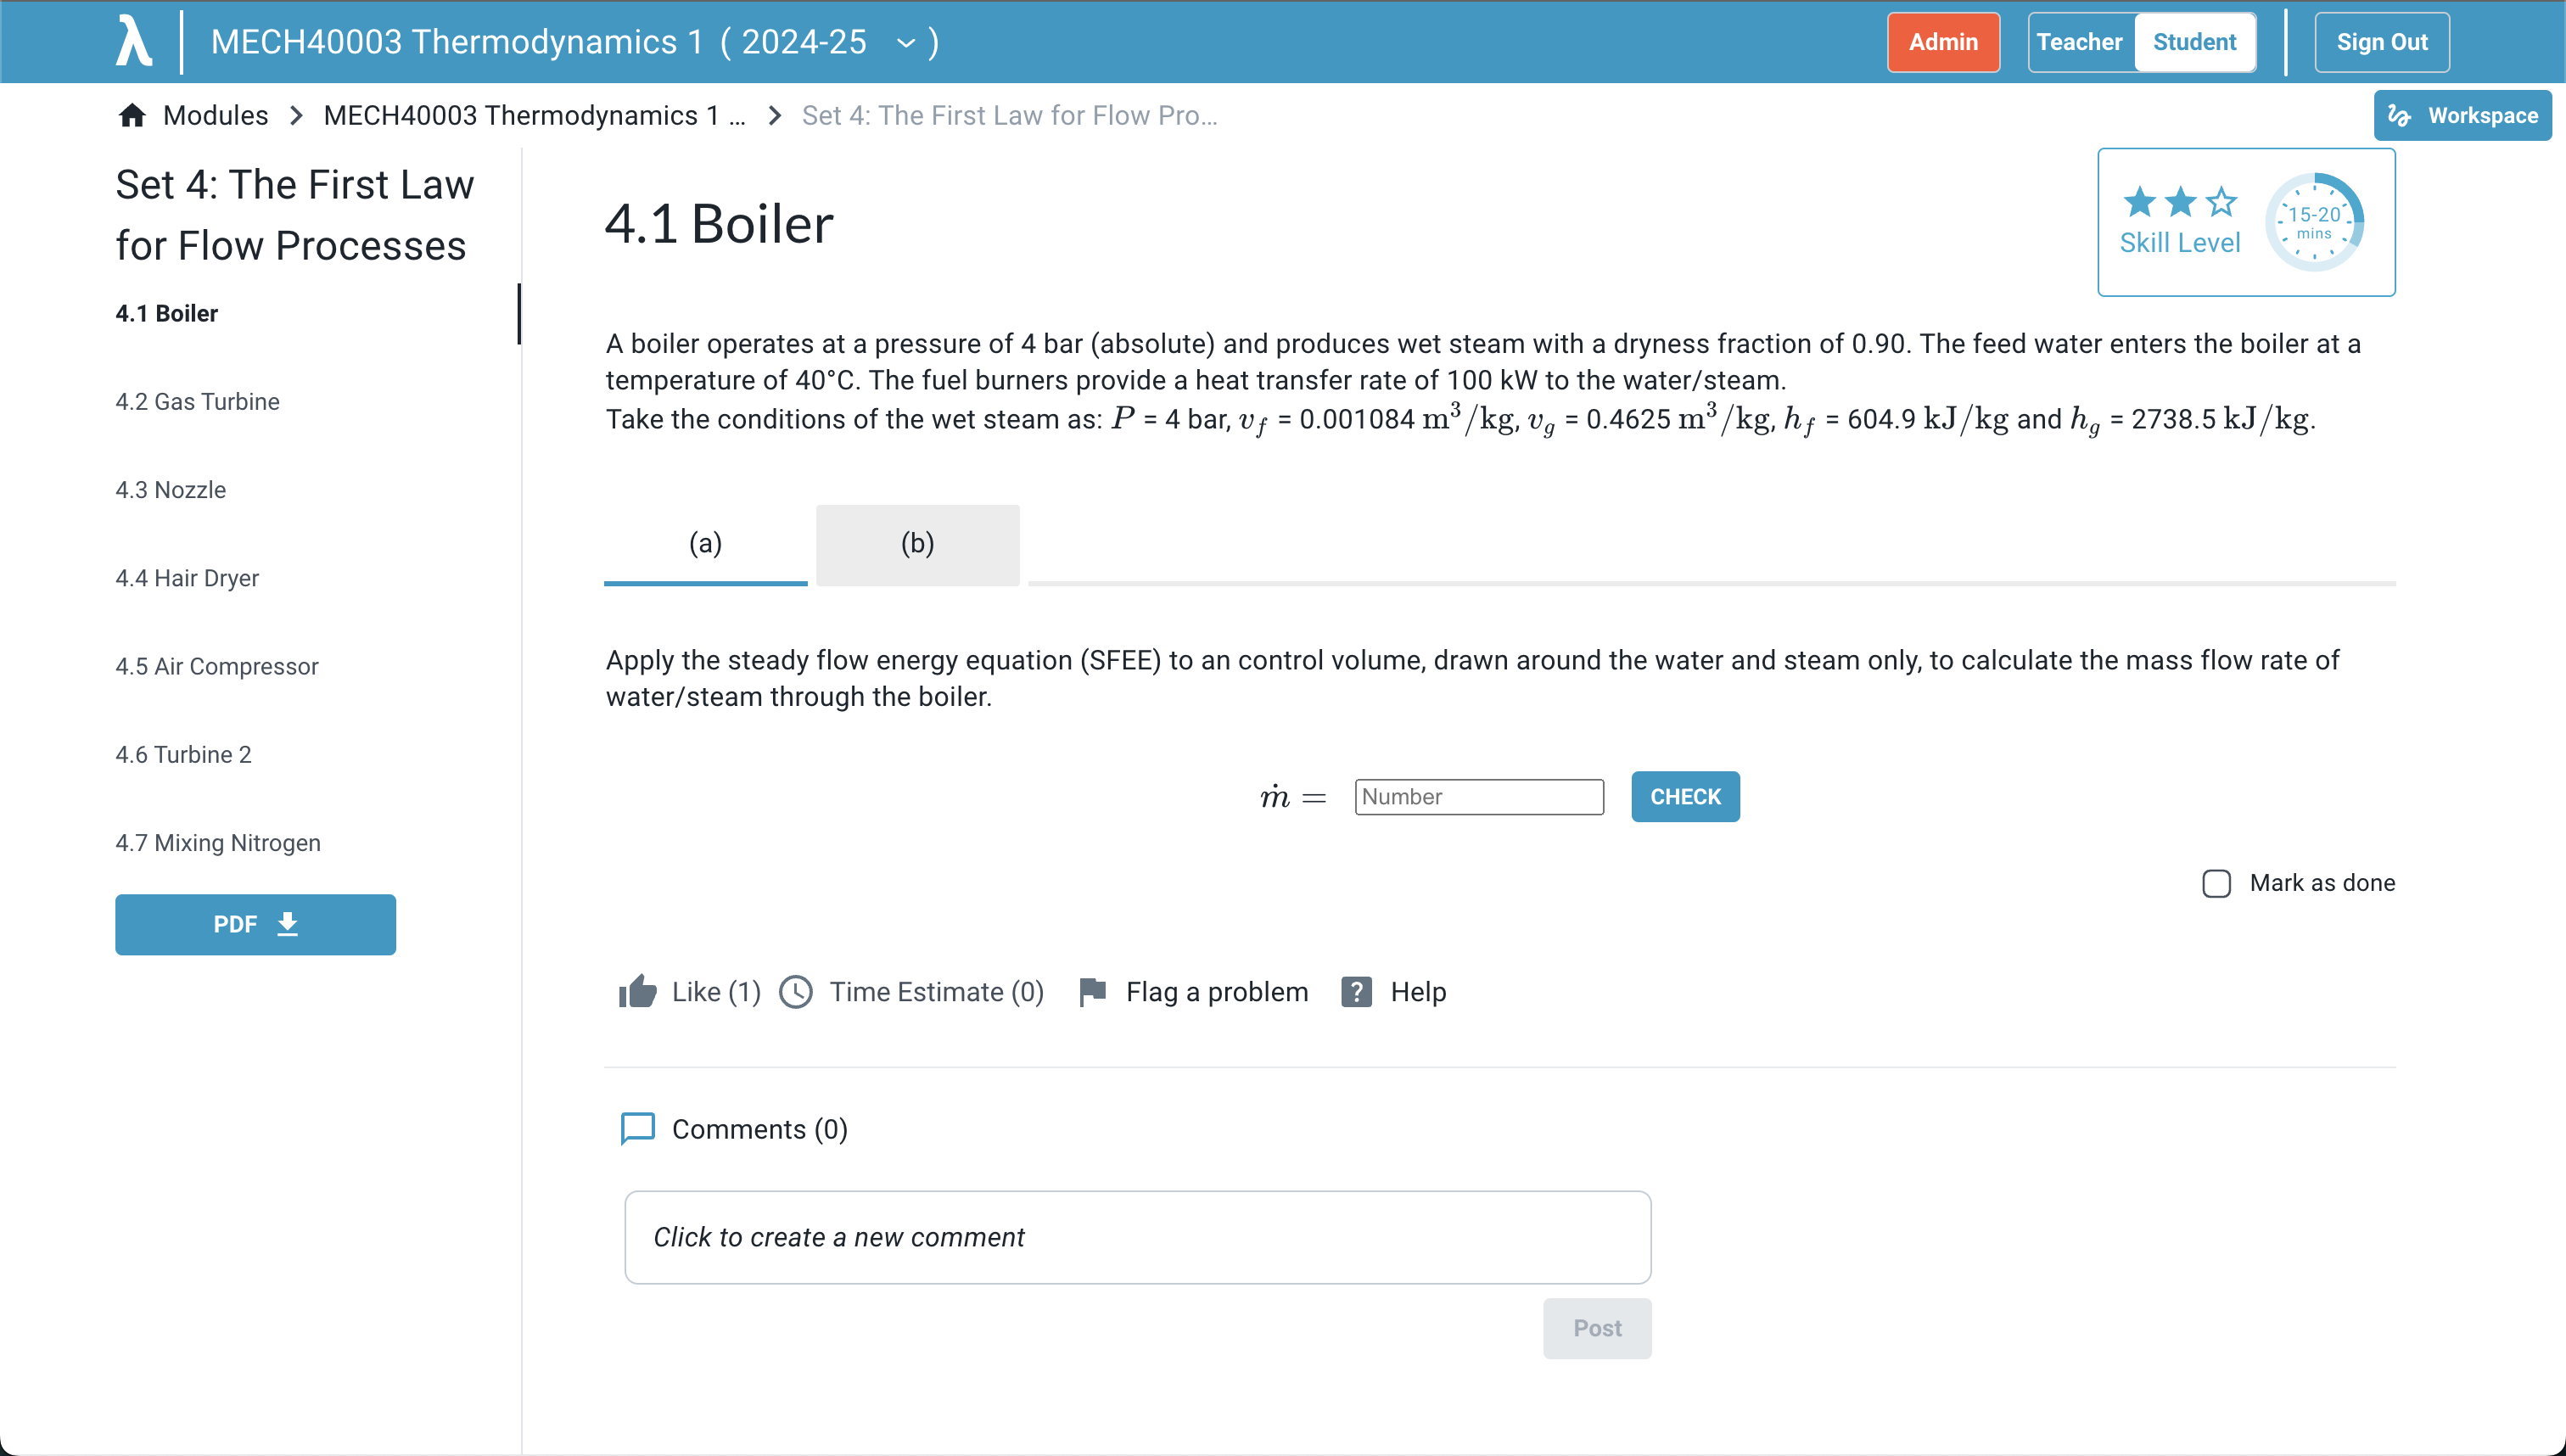 λ MECH40003 Thermodynamics 1 ( 2024-25 )
Admin
Teacher
Student
Sign Out
Modules > MECH40003 Thermodynamics 1 ... > Set 4: The First Law for Flow Pro...
Workspace
Set 4: The First Law
for Flow Processes
4.1 Boiler
4.2 Gas Turbine
4.3 Nozzle
4.4 Hair Dryer
4.5 Air Compressor
4.6 Turbine 2
4.7 Mixing Nitrogen
PDF
4.1 Boiler
Skill Level
15-20
mins
A boiler operates at a pressure of 4 bar (absolute) and produces wet steam with a dryness fraction of 0.90. The feed water enters the boiler at a
temperature of 40°C. The fuel burners provide a heat transfer rate of 100 kW to the water/steam.
Take the conditions of the wet steam as: P = 4 bar, v_f = 0.001084 m³/kg, v_g = 0.4625 m³/kg, h_f = 604.9 kJ/kg and h_g = 2738.5 kJ/kg.
(a)
(b)
Apply the steady flow energy equation (SFEE) to an control volume, drawn around the water and steam only, to calculate the mass flow rate of
water/steam through the boiler.
ṁ = Number CHECK
Mark as done
Like (1) Time Estimate (0) Flag a problem ? Help
Comments (0)
Click to create a new comment
Post